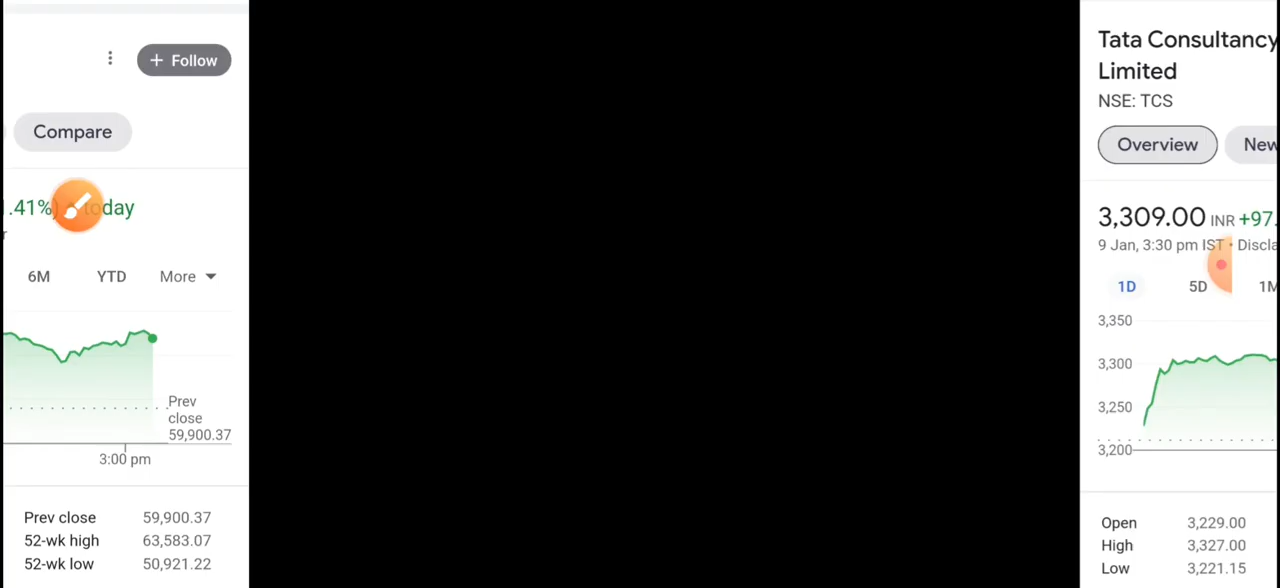 + Follow
Compare
.41%) today
6M YTD More
Prev
close
59,900.37
3:00 pm
Prev close 59,900.37
52-wk high 63,583.07
52-wk low 50,921.22
Tata Consultancy
Limited
NSE: TCS
Overview New
3,309.00 INR +97.
9 Jan, 3:30 pm IST · Discla
1D 5D 1M
3,350
3,300
3,250
3,200
Open 3,229.00
High 3,327.00
Low 3,221.15